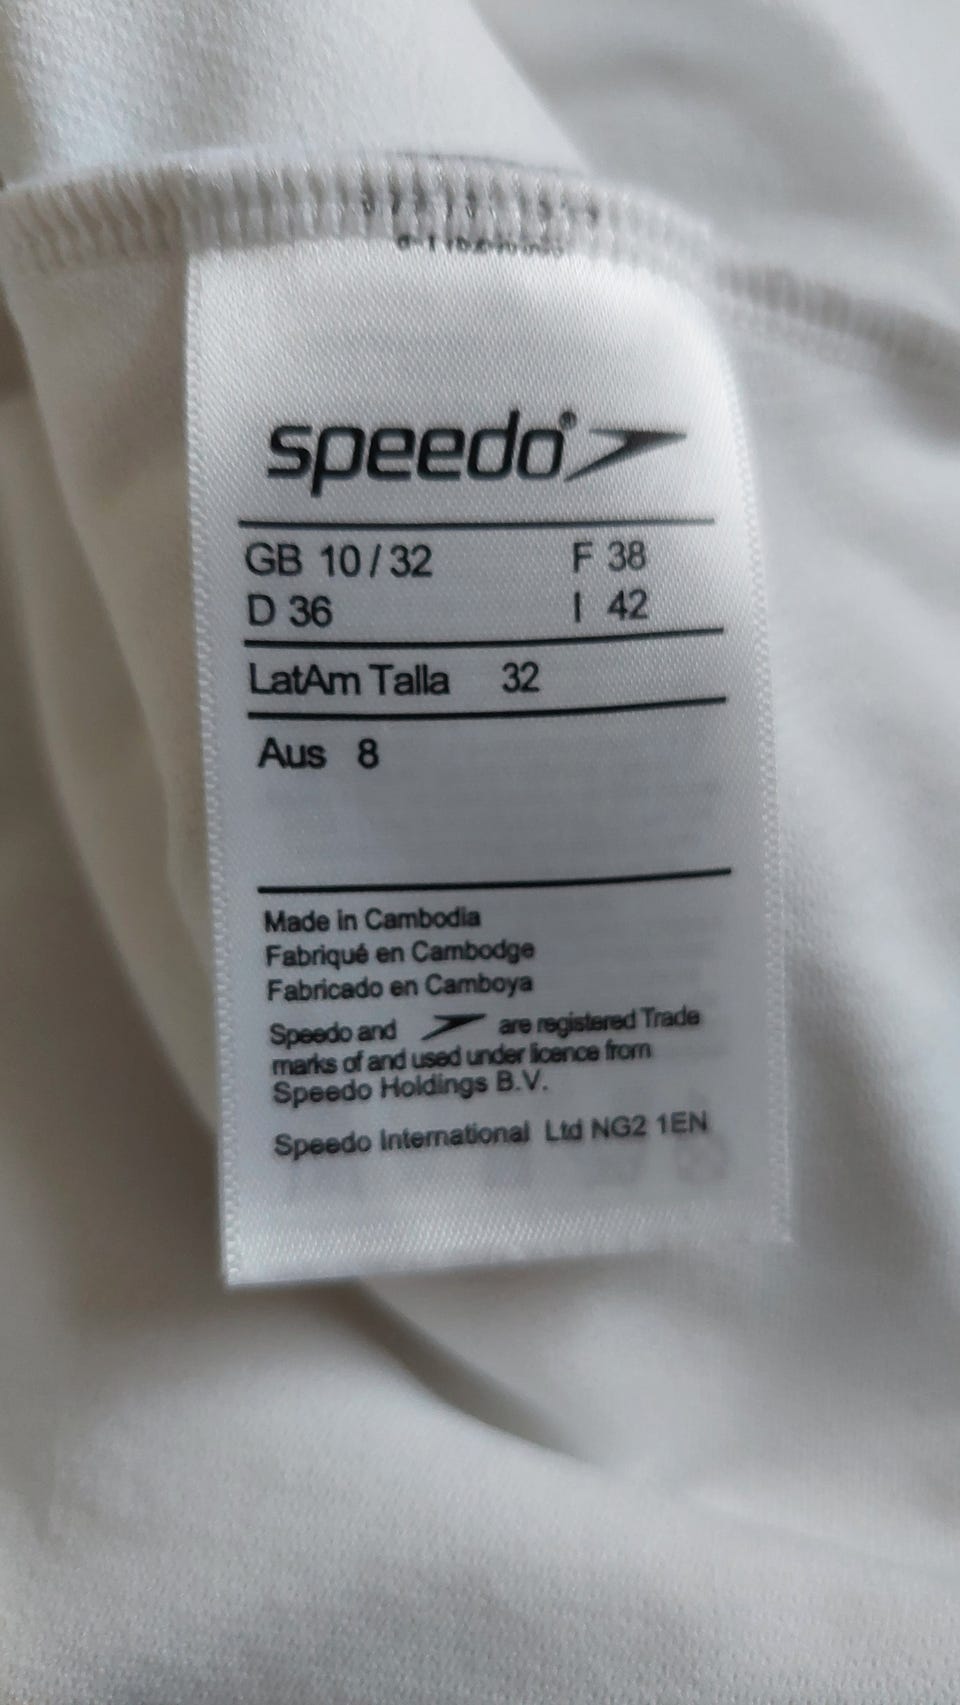 speedo®
GB 10 / 32 F 38
D 36 I 42
LatAm Talla 32
Aus 8
Made in Cambodia
Fabriqué en Cambodge
Fabricado en Camboya
Speedo and are registered Trade
marks of and used under licence from
Speedo Holdings B.V.
Speedo International Ltd NG2 1EN